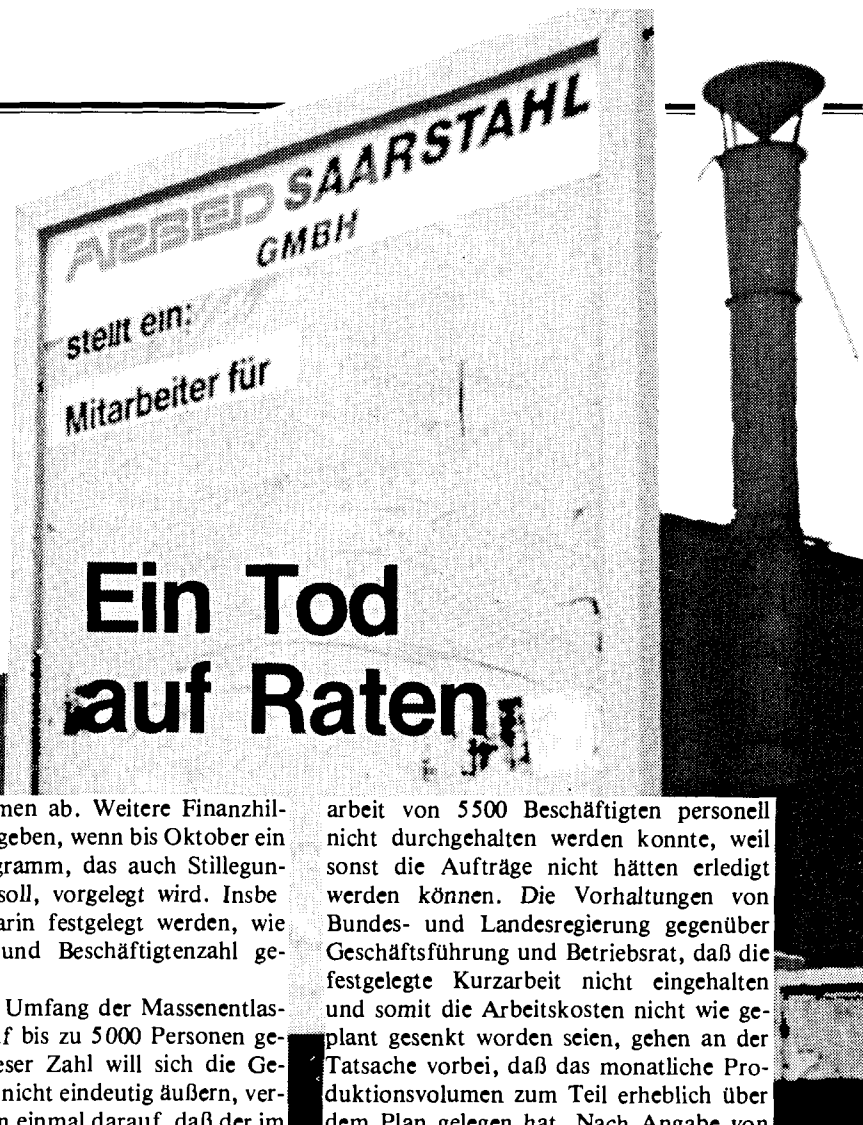 ARBED SAARSTAHL
GMBH
stellt ein:
Mitarbeiter für
Ein Tod
auf Raten
men ab. Weitere Finanzhil-
geben, wenn bis Oktober ein
gramm, das auch Stillegun-
soll, vorgelegt wird. Insbe
arin festgelegt werden, wie
und Beschäftigtenzahl ge-
Umfang der Massenentlas-
f bis zu 5000 Personen ge-
eser Zahl will sich die Ge-
nicht eindeutig äußern, ver-
n einmal darauf, daß der im
arbeit von 5500 Beschäftigten personell
nicht durchgehalten werden konnte, weil
sonst die Aufträge nicht hätten erledigt
werden können. Die Vorhaltungen von
Bundes- und Landesregierung gegenüber
Geschäftsführung und Betriebsrat, daß die
festgelegte Kurzarbeit nicht eingehalten
und somit die Arbeitskosten nicht wie ge-
plant gesenkt worden seien, gehen an der
Tatsache vorbei, daß das monatliche Pro-
duktionsvolumen zum Teil erheblich über
dem Plan gelegen hat. Nach Angabe von